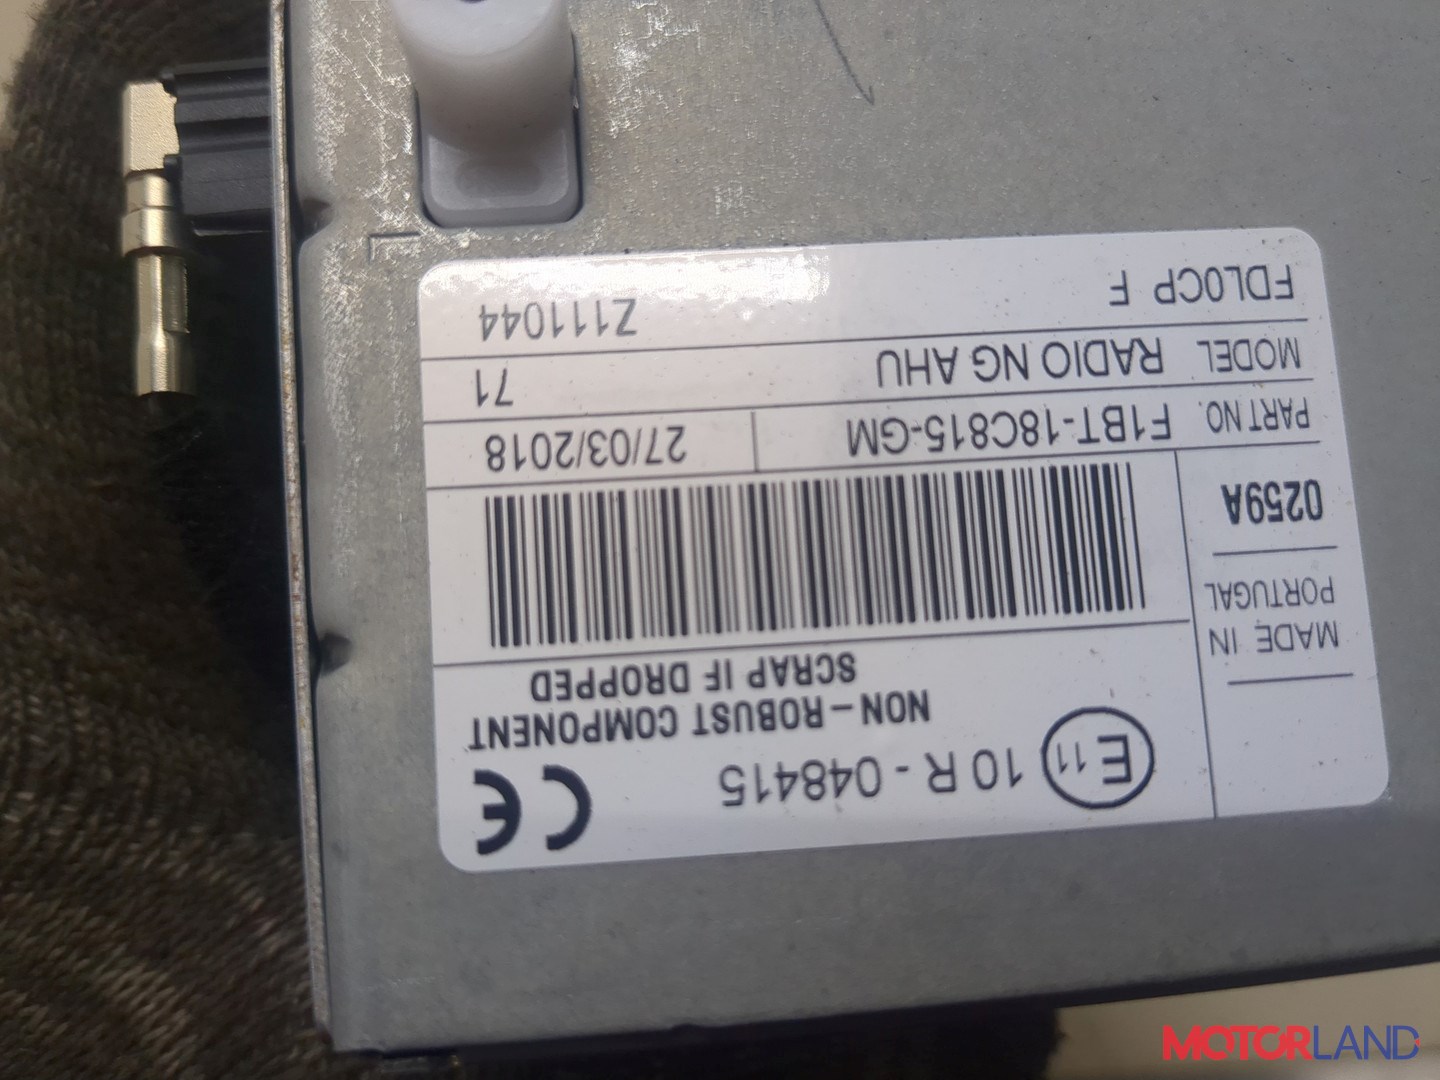 FDL0CP F Z111044
MODEL RADIO NG AHU 71
PART NO. F1BT-18C815-GM 27/03/2018
0259A
MADE IN
PORTUGAL
NON-ROBUST COMPONENT
SCRAP IF DROPPED
E11 10 R - 048415 CE
MOTORLAND